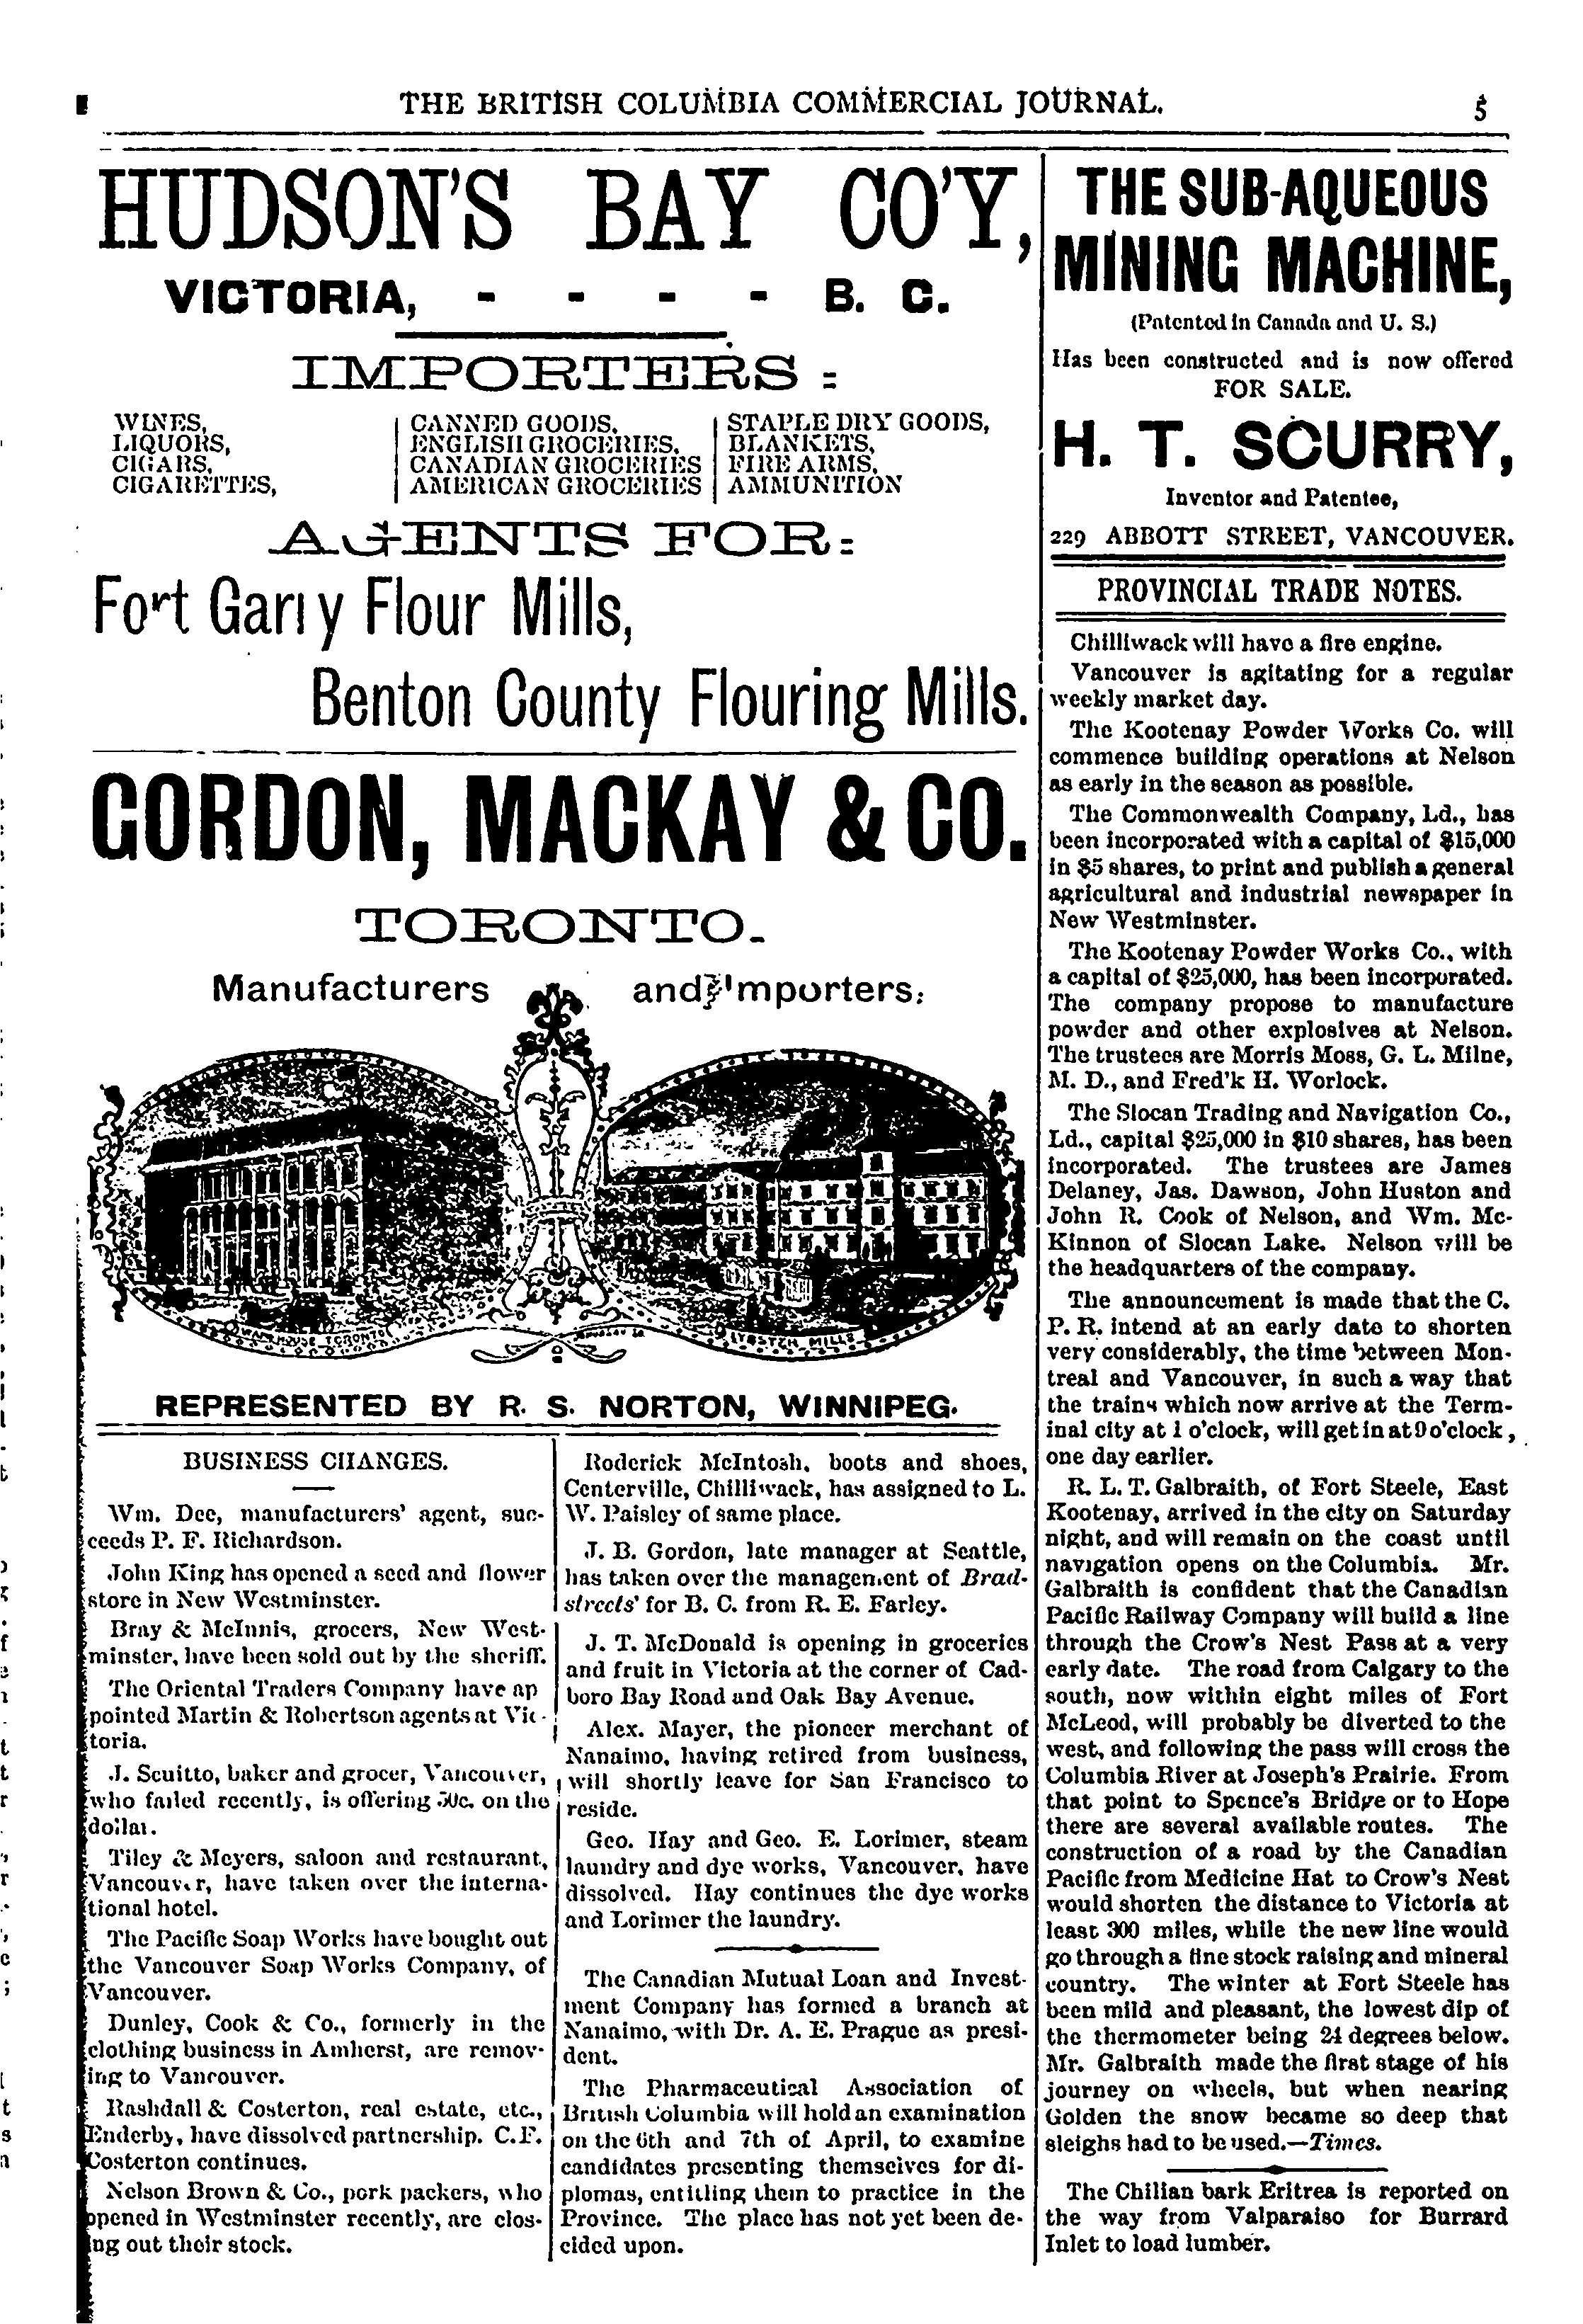 THE BRITISH COLUMBIA COMMERCIAL JOURNAL. 5
HUDSON'S BAY CO'Y,
VICTORIA, - - - - B. C.
IMPORTERS:
WINES,
LIQUORS,
CIGARS,
CIGARETTES,
CANNED GOODS,
ENGLISH GROCERIES,
CANADIAN GROCERIES
AMERICAN GROCERIES
STAPLE DRY GOODS,
BLANKETS,
FIRE ARMS,
AMMUNITION
AGENTS FOR:
Fort Garry Flour Mills,
Benton County Flouring Mills.
GORDON, MACKAY & CO.
TORONTO.
Manufacturers and Importers.
WAREHOUSE TORONTO
LYBSTER MILLS
REPRESENTED BY R. S. NORTON, WINNIPEG.
BUSINESS CHANGES.
Wm. Dee, manufacturers' agent, suc-
ceeds P. F. Richardson.
John King has opened a seed and flower
store in New Westminster.
Bray & McInnis, grocers, New West-
minster, have been sold out by the sheriff.
The Oriental Traders Company have ap
pointed Martin & Robertson agents at Vic-
toria.
J. Scuitto, baker and grocer, Vancouver,
who failed recently, is offering 50c. on the
dollar.
Tiley & Meyers, saloon and restaurant,
Vancouver, have taken over the interna-
tional hotel.
The Pacific Soap Works have bought out
the Vancouver Soap Works Company, of
Vancouver.
Dunley, Cook & Co., formerly in the
clothing business in Amherst, are remov-
ing to Vancouver.
Rashdall & Costerton, real estate, etc.,
Enderby, have dissolved partnership. C.F.
Costerton continues.
Nelson Brown & Co., pork packers, who
opened in Westminster recently, are clos-
ing out their stock.
Roderick McIntosh, boots and shoes,
Centerville, Chilliwack, has assigned to L.
W. Paisley of same place.
J. B. Gordon, late manager at Seattle,
has taken over the management of Brad-
streets' for B. C. from R. E. Farley.
J. T. McDonald is opening in groceries
and fruit in Victoria at the corner of Cad-
boro Bay Road and Oak Bay Avenue.
Alex. Mayer, the pioneer merchant of
Nanaimo, having retired from business,
will shortly leave for San Francisco to
reside.
Geo. Hay and Geo. E. Lorimer, steam
laundry and dye works, Vancouver, have
dissolved. Hay continues the dye works
and Lorimer the laundry.
The Canadian Mutual Loan and Invest-
ment Company has formed a branch at
Nanaimo, with Dr. A. E. Prague as presi-
dent.
The Pharmaceutical Association of
British Columbia will hold an examination
on the 6th and 7th of April, to examine
candidates presenting themselves for di-
plomas, entitling them to practice in the
Province. The place has not yet been de-
cided upon.
THE SUB-AQUEOUS
MINING MACHINE,
(Patented in Canada and U. S.)
Has been constructed and is now offered
FOR SALE.
H. T. SCURRY,
Inventor and Patentee,
229 ABBOTT STREET, VANCOUVER.
PROVINCIAL TRADE NOTES.
Chilliwack will have a fire engine.
Vancouver is agitating for a regular
weekly market day.
The Kootenay Powder Works Co. will
commence building operations at Nelson
as early in the season as possible.
The Commonwealth Company, Ld., has
been incorporated with a capital of $15,000
in $5 shares, to print and publish a general
agricultural and industrial newspaper in
New Westminster.
The Kootenay Powder Works Co., with
a capital of $25,000, has been incorporated.
The company propose to manufacture
powder and other explosives at Nelson.
The trustees are Morris Moss, G. L. Milne,
M. D., and Fred'k H. Worlock.
The Slocan Trading and Navigation Co.,
Ld., capital $25,000 in $10 shares, has been
incorporated. The trustees are James
Delaney, Jas. Dawson, John Huston and
John R. Cook of Nelson, and Wm. Mc-
Kinnon of Slocan Lake. Nelson will be
the headquarters of the company.
The announcement is made that the C.
P. R. intend at an early date to shorten
very considerably, the time between Mon-
treal and Vancouver, in such a way that
the trains which now arrive at the Term-
inal city at 1 o'clock, will get in at 9 o'clock,
one day earlier.
R. L. T. Galbraith, of Fort Steele, East
Kootenay, arrived in the city on Saturday
night, and will remain on the coast until
navigation opens on the Columbia. Mr.
Galbraith is confident that the Canadian
Pacific Railway Company will build a line
through the Crow's Nest Pass at a very
early date. The road from Calgary to the
south, now within eight miles of Fort
McLeod, will probably be diverted to the
west, and following the pass will cross the
Columbia River at Joseph's Prairie. From
that point to Spence's Bridge or to Hope
there are several available routes. The
construction of a road by the Canadian
Pacific from Medicine Hat to Crow's Nest
would shorten the distance to Victoria at
least 300 miles, while the new line would
go through a fine stock raising and mineral
country. The winter at Fort Steele has
been mild and pleasant, the lowest dip of
the thermometer being 24 degrees below.
Mr. Galbraith made the first stage of his
journey on wheels, but when nearing
Golden the snow became so deep that
sleighs had to be used.—Times.
The Chilian bark Eritrea is reported on
the way from Valparaiso for Burrard
Inlet to load lumber.